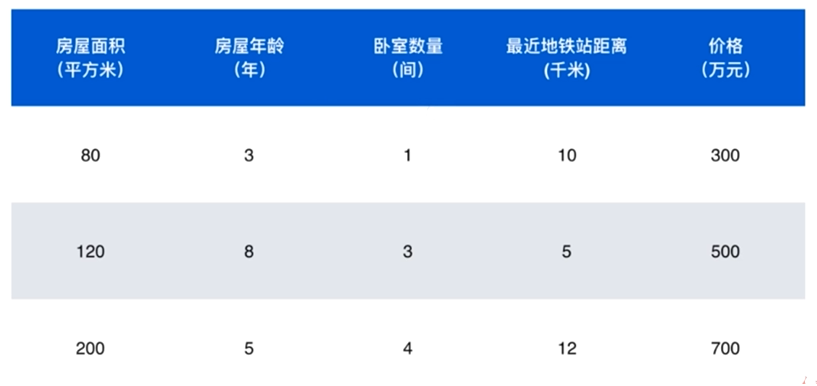 房屋面积 房屋年龄 卧室数量 最近地铁站距离 价格
（平方米） （年） （间） （千米） （万元）
80 3 1 10 300
120 8 3 5 500
200 5 4 12 700